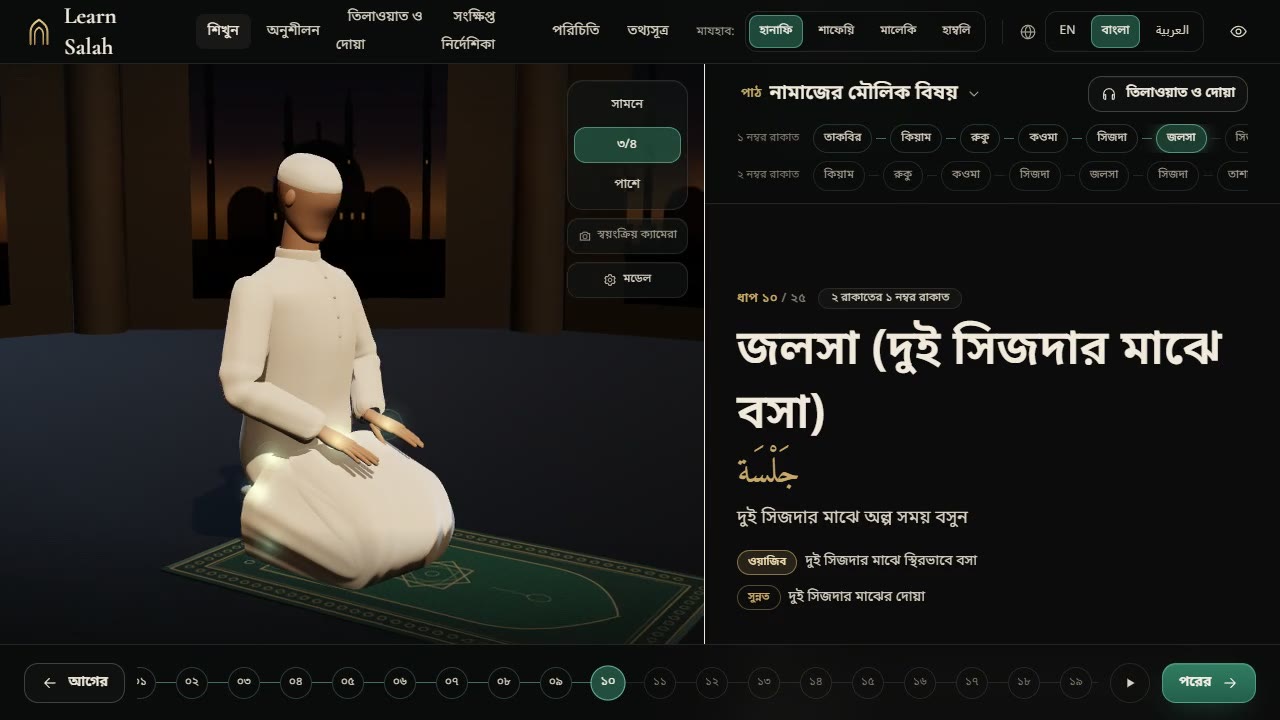 Learn Salah
শিখুন
অনুশীলন
তিলাওয়াত ও দোয়া
সংক্ষিপ্ত নির্দেশিকা
পরিচিতি
তথ্যসূত্র
মাযহাব:
হানাফি
শাফেয়ি
মালেকি
হাম্বলি
EN
বাংলা
العربية
সামনে
৩/৪
পাশে
স্বয়ংক্রিয় ক্যামেরা
মডেল
পাঠ নামাজের মৌলিক বিষয়
তিলাওয়াত ও দোয়া
১ নম্বর রাকাত তাকবির কিয়াম রুকু কওমা সিজদা জলসা
২ নম্বর রাকাত কিয়াম রুকু কওমা সিজদা জলসা সিজদা
ধাপ ১০ / ২৫ ২ রাকাতের ১ নম্বর রাকাত
জলসা (দুই সিজদার মাঝে
বসা)
جَلْسَة
দুই সিজদার মাঝে অল্প সময় বসুন
ওয়াজিব দুই সিজদার মাঝে স্থিরভাবে বসা
সুন্নত দুই সিজদার মাঝের দোয়া
আগের
০২ ০৩ ০৪ ০৫ ০৬ ০৭ ০৮ ০৯ ১০ ১১ ১২ ১৩ ১৪ ১৫ ১৬ ১৭ ১৮ ১৯
পরের